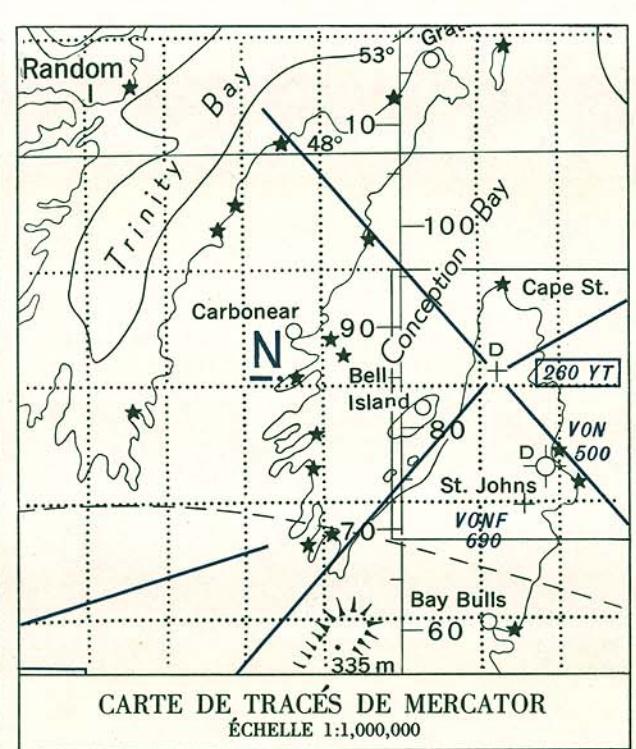 Grat
53°
Random
Bay
10
48°
Trinity
100
Conception Bay
Cape St.
Carbonear
90
N
D
Bell
Island
260 YT
80
VON
500
D
St. Johns
VONF
690
70
Bay Bulls
60
335 m
CARTE DE TRACÉS DE MERCATOR
ÉCHELLE 1:1,000,000